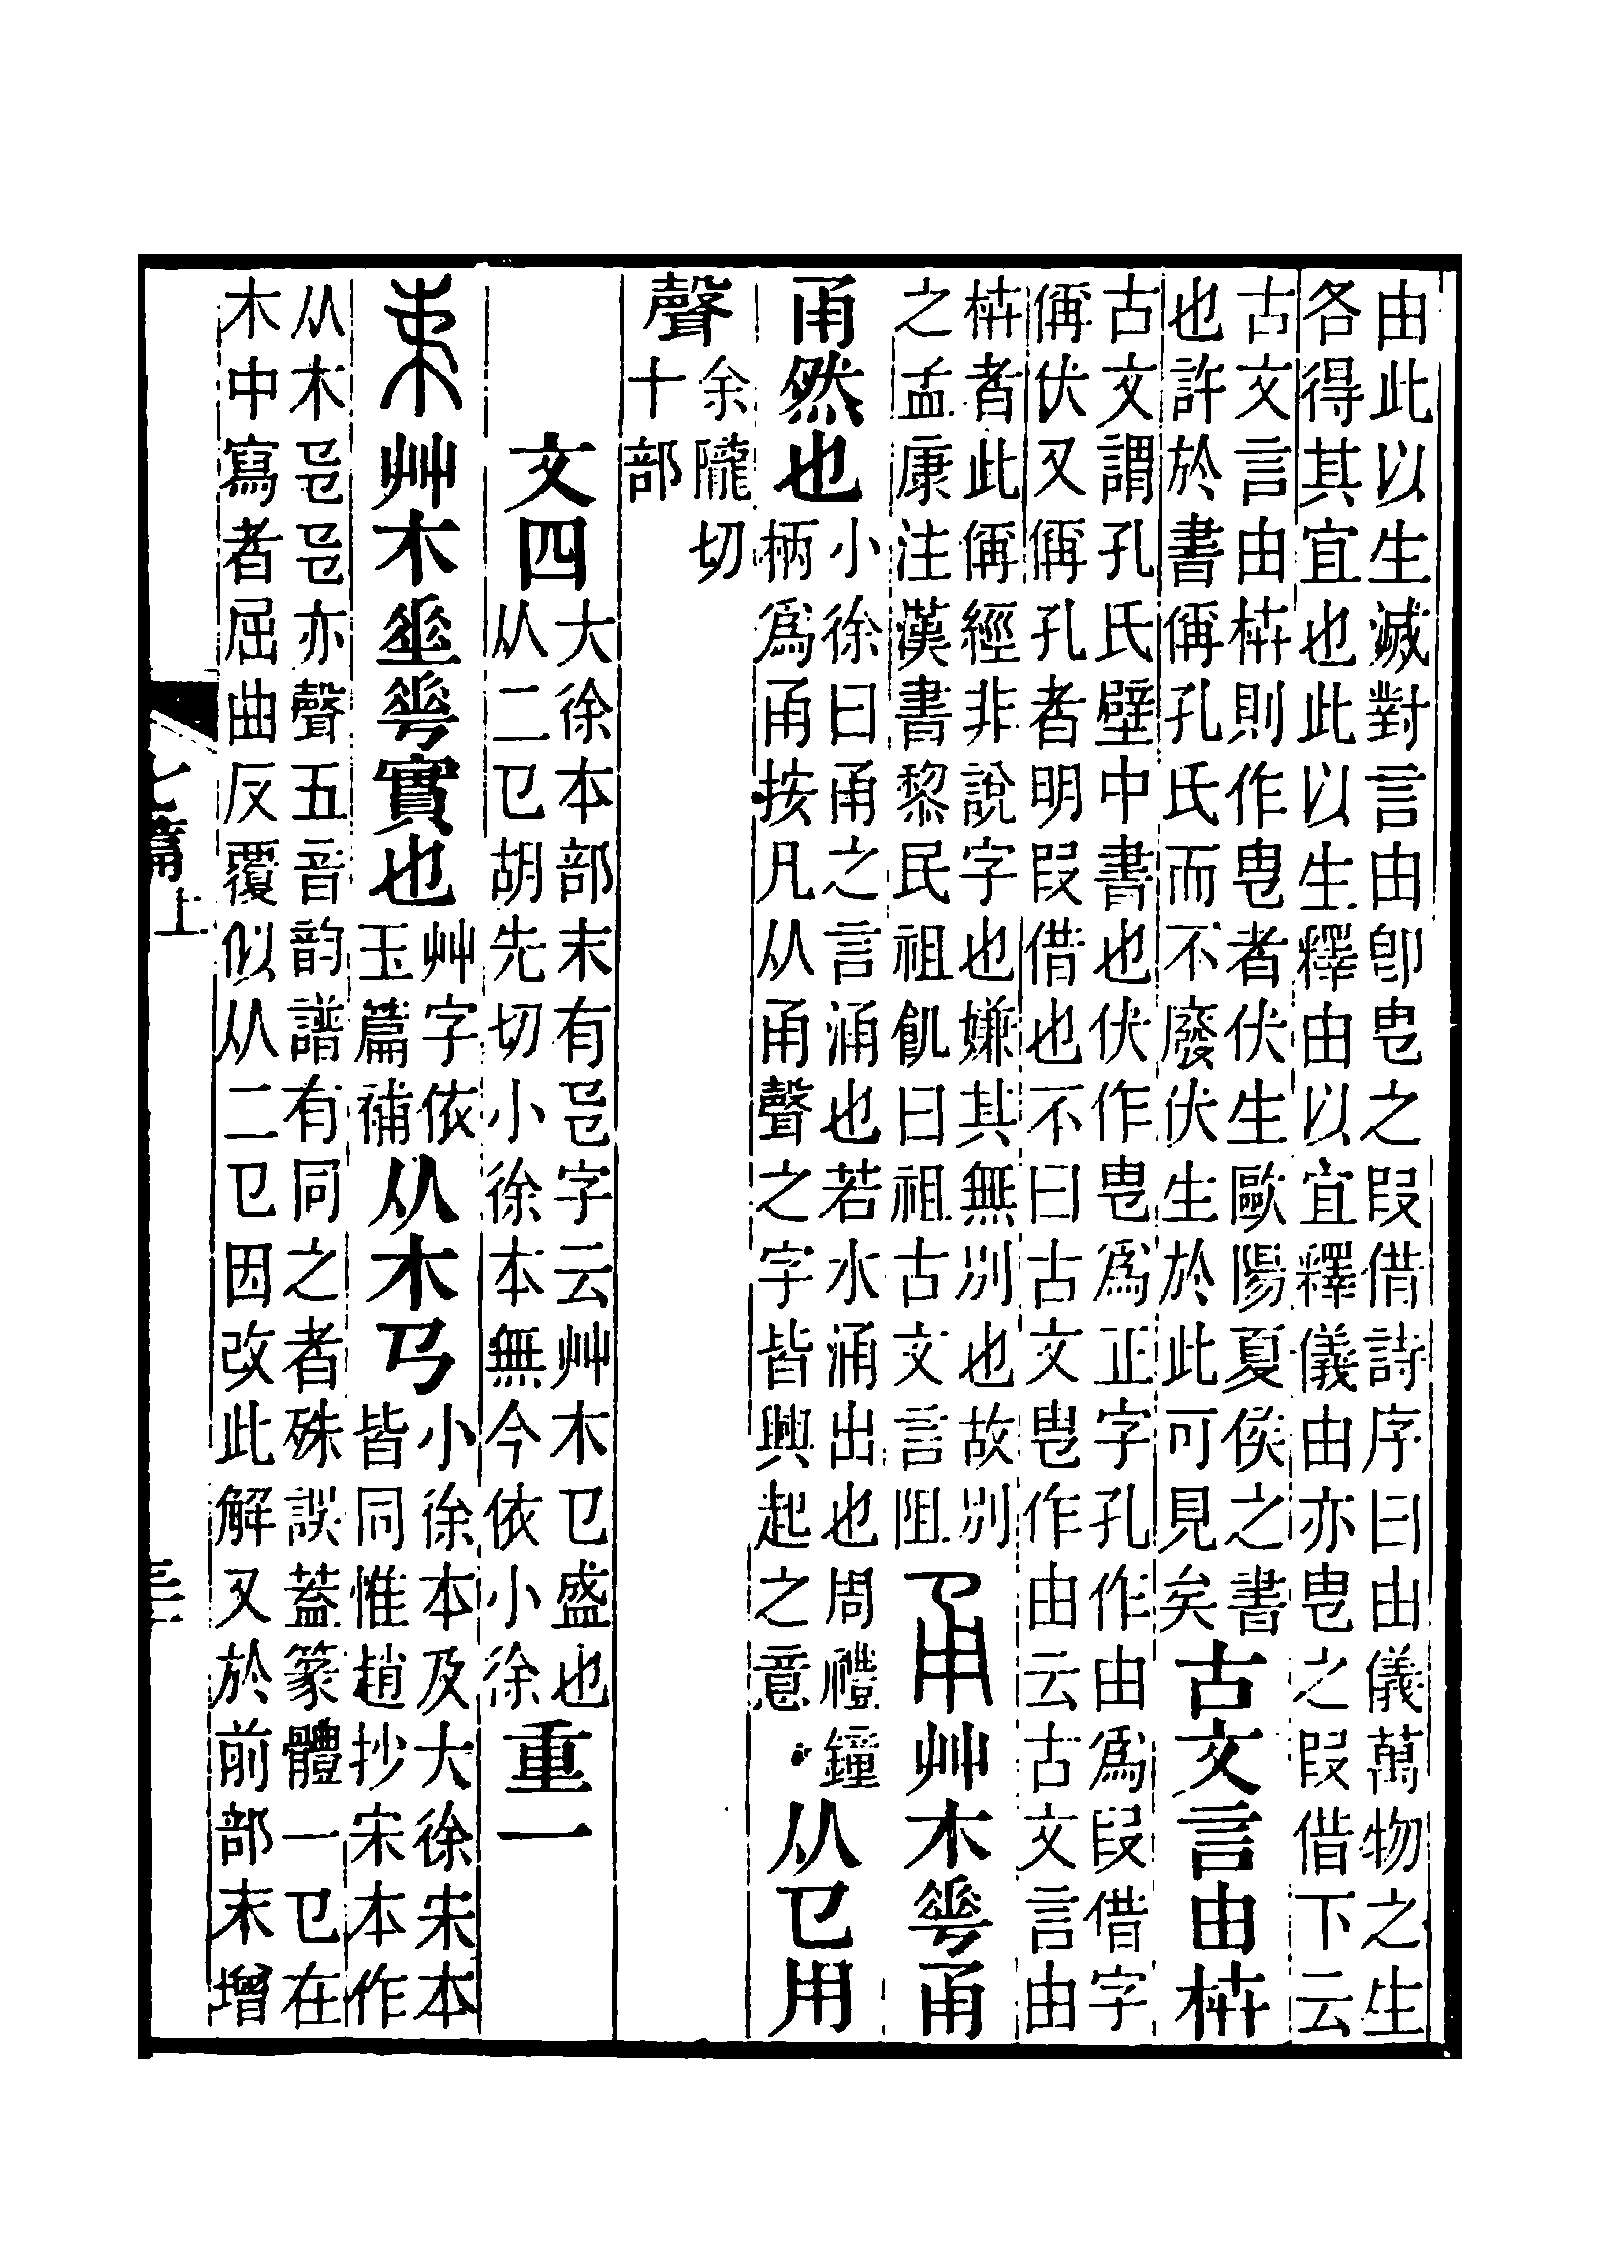 由此以生滅對言由卽甹之叚借詩序曰由儀萬物之生
各得其宜也此以生釋由以宜釋儀由亦甹之叚借下云
古文言由枿則作甹者伏生歐陽夏矦之書
也許於書偁孔氏而不廢伏生於此可見矣
古文言由枿
古文謂孔氏壁中書也伏作甹爲正字孔作由爲叚借字
偁伏又偁孔者明叚借也不曰古文甹作由云古文言由
枿者此偁經非說字也嫌其無別也故別
之孟康注漢書黎民祖飢曰祖古文言阻
甬艸木𠌶甬
甬然也
小徐曰甬之言涌也若水涌出也周禮鐘
柄爲甬按凡从甬聲之字皆興起之意
从𢎘用
聲
余隴切
十部
文四
大徐本部末有𢎜字云艸木𢎘盛也
从二𢎘胡先切小徐本無今依小徐
重一
𣐺艸木𠂹𠌶實也
艸字依
玉篇補
从木𢎘
小徐本及大徐宋本
皆同惟趙抄宋本作
从木𢎜𢎜亦聲五音韵譜有同之者殊誤葢篆體一𢎘在
木中寫者屈曲反覆似从二𢎘因改此解又於前部末增
七篇上